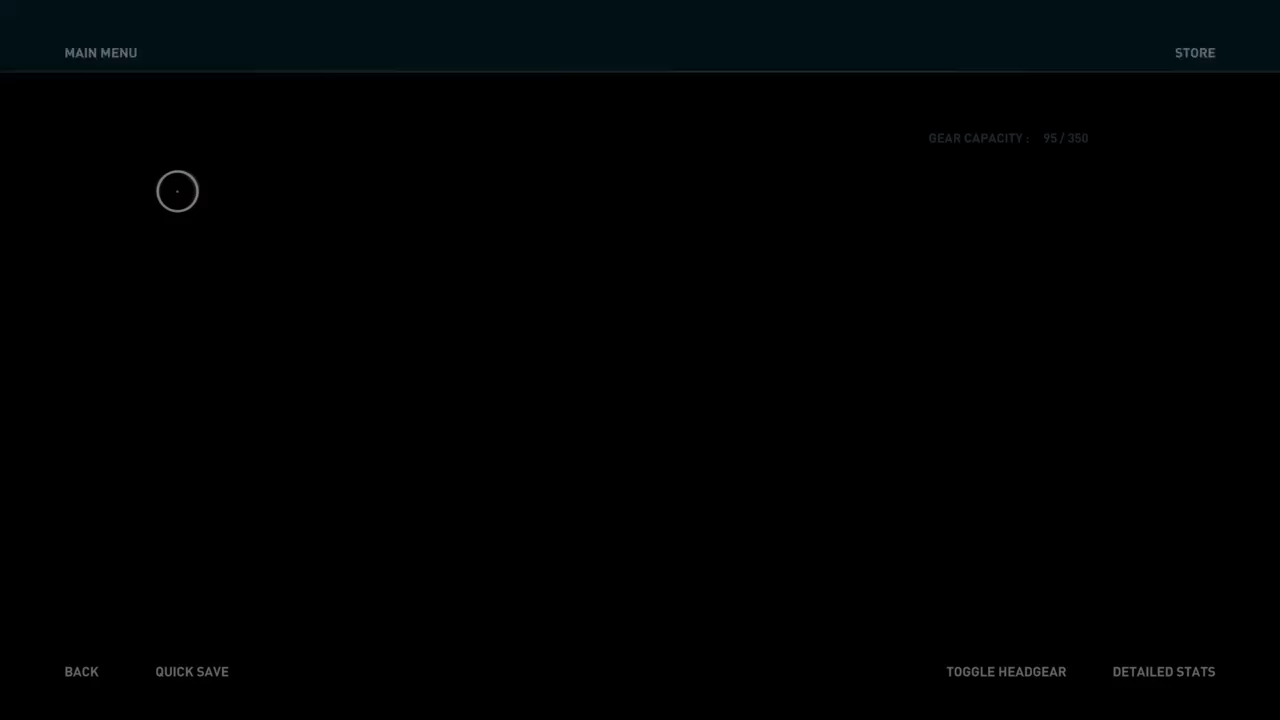 MAIN MENU
STORE
GEAR CAPACITY : 95 / 350
BACK
QUICK SAVE
TOGGLE HEADGEAR
DETAILED STATS